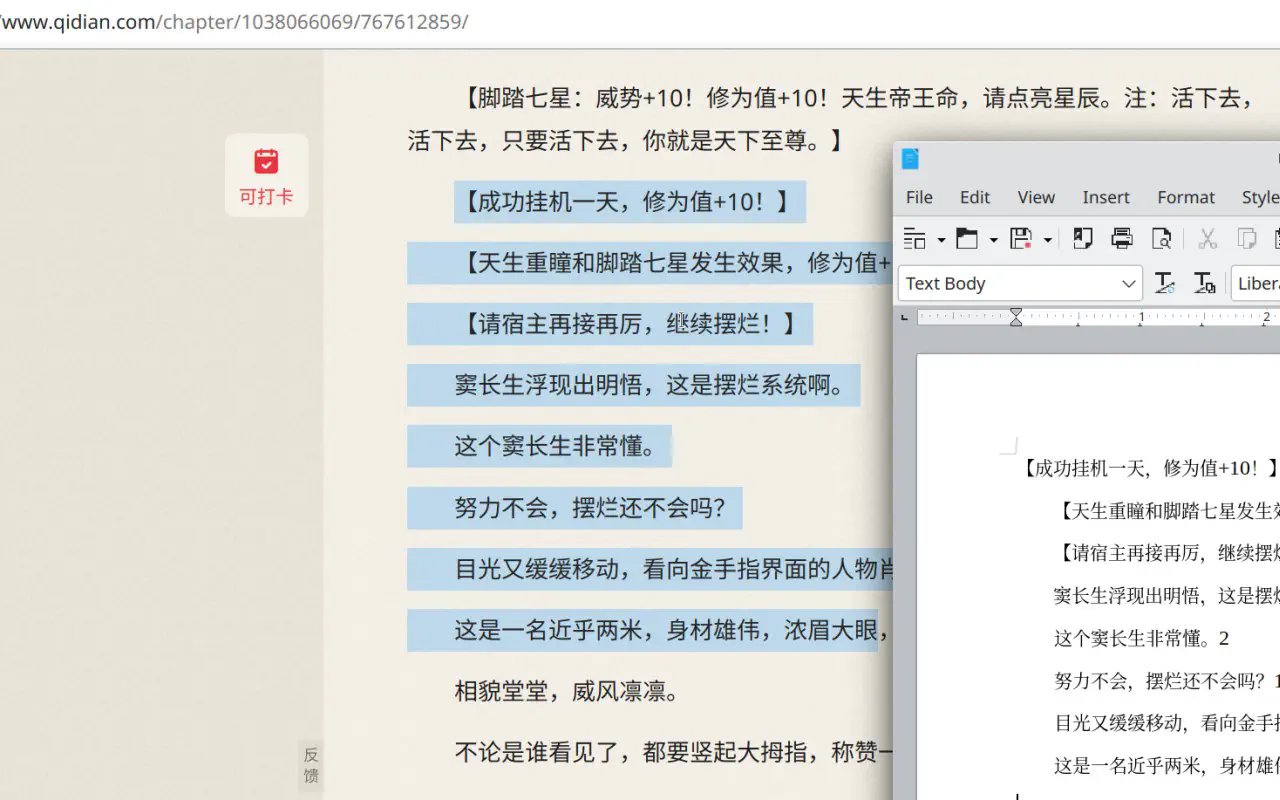 /www.qidian.com/chapter/1038066069/767612859/
【脚踏七星：威势+10！修为值+10！天生帝王命，请点亮星辰。注：活下去，
活下去，只要活下去，你就是天下至尊。】
可打卡
【成功挂机一天，修为值+10！】
【天生重瞳和脚踏七星发生效果，修为值+
【请宿主再接再厉，继续摆烂！】
窦长生浮现出明悟，这是摆烂系统啊。
这个窦长生非常懂。
努力不会，摆烂还不会吗？
目光又缓缓移动，看向金手指界面的人物肖
这是一名近乎两米，身材雄伟，浓眉大眼，
相貌堂堂，威风凛凛。
不论是谁看见了，都要竖起大拇指，称赞一
反
馈
File Edit View Insert Format Style
Text Body
Libera
1 2
【成功挂机一天，修为值+10！】
【天生重瞳和脚踏七星发生效
【请宿主再接再厉，继续摆烂
窦长生浮现出明悟，这是摆烂
这个窦长生非常懂。2
努力不会，摆烂还不会吗？1
目光又缓缓移动，看向金手指
这是一名近乎两米，身材雄伟